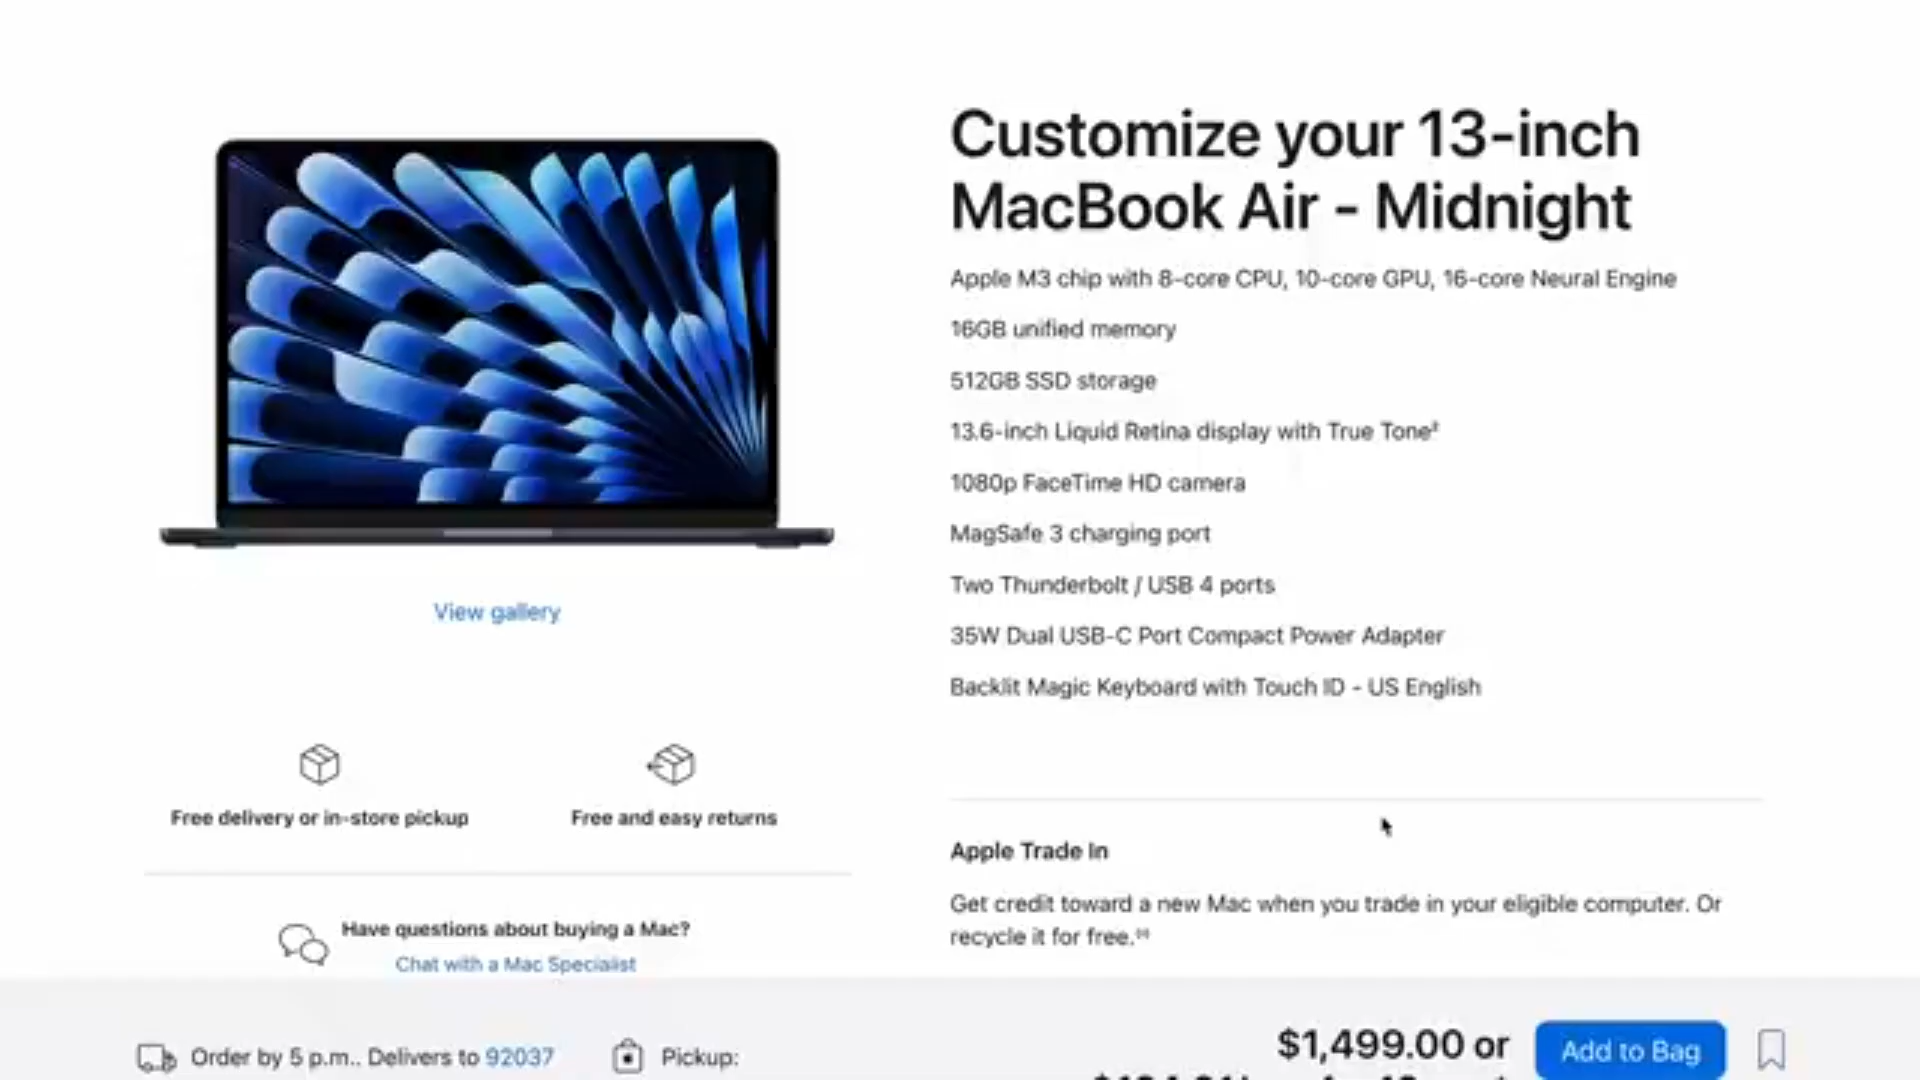 Customize your 13-inch
MacBook Air - Midnight
Apple M3 chip with 8-core CPU, 10-core GPU, 16-core Neural Engine
16GB unified memory
512GB SSD storage
13.6-inch Liquid Retina display with True Tone²
1080p FaceTime HD camera
MagSafe 3 charging port
Two Thunderbolt / USB 4 ports
35W Dual USB-C Port Compact Power Adapter
Backlit Magic Keyboard with Touch ID - US English
View gallery
Free delivery or in-store pickup
Free and easy returns
Have questions about buying a Mac?
Chat with a Mac Specialist
Apple Trade In
Get credit toward a new Mac when you trade in your eligible computer. Or
recycle it for free.
Order by 5 p.m.. Delivers to 92037
Pickup:
$1,499.00 or
Add to Bag